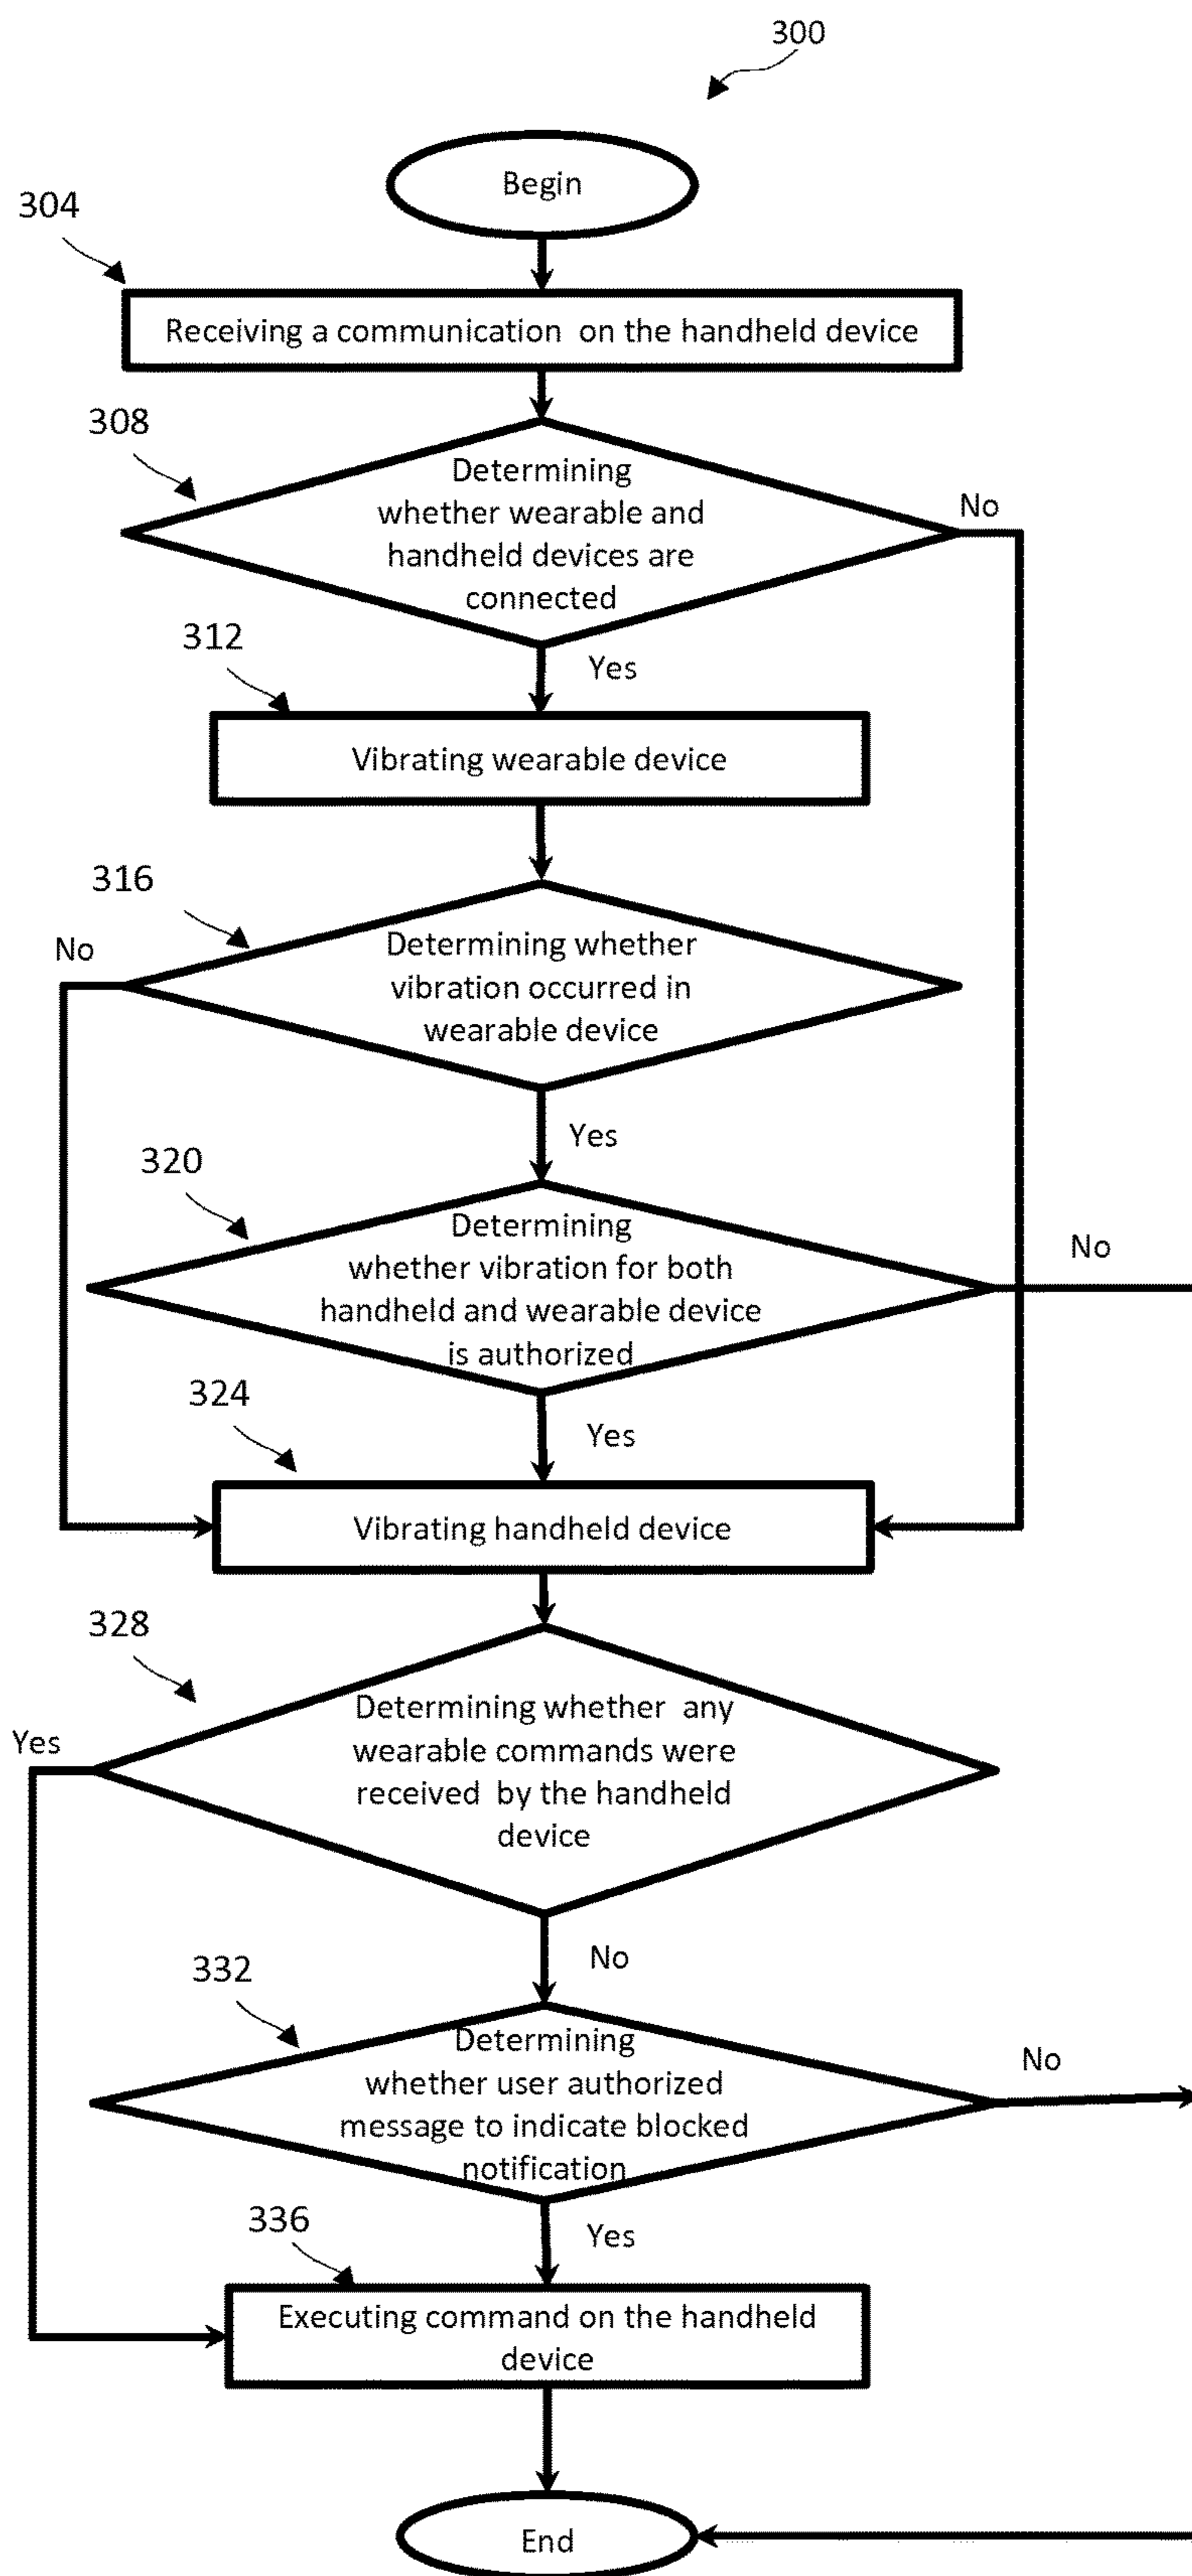 300
Begin
304
Receiving a communication on the handheld device
308
Determining
whether wearable and
handheld devices are
connected
No
Yes
312
Vibrating wearable device
316
No
Determining whether
vibration occurred in
wearable device
Yes
320
Determining
whether vibration for both
handheld and wearable device
is authorized
No
324
Yes
Vibrating handheld device
328
Yes
Determining whether any
wearable commands were
received by the handheld
device
No
332
Determining
whether user authorized
message to indicate blocked
notification
No
Yes
336
Executing command on the handheld
device
End